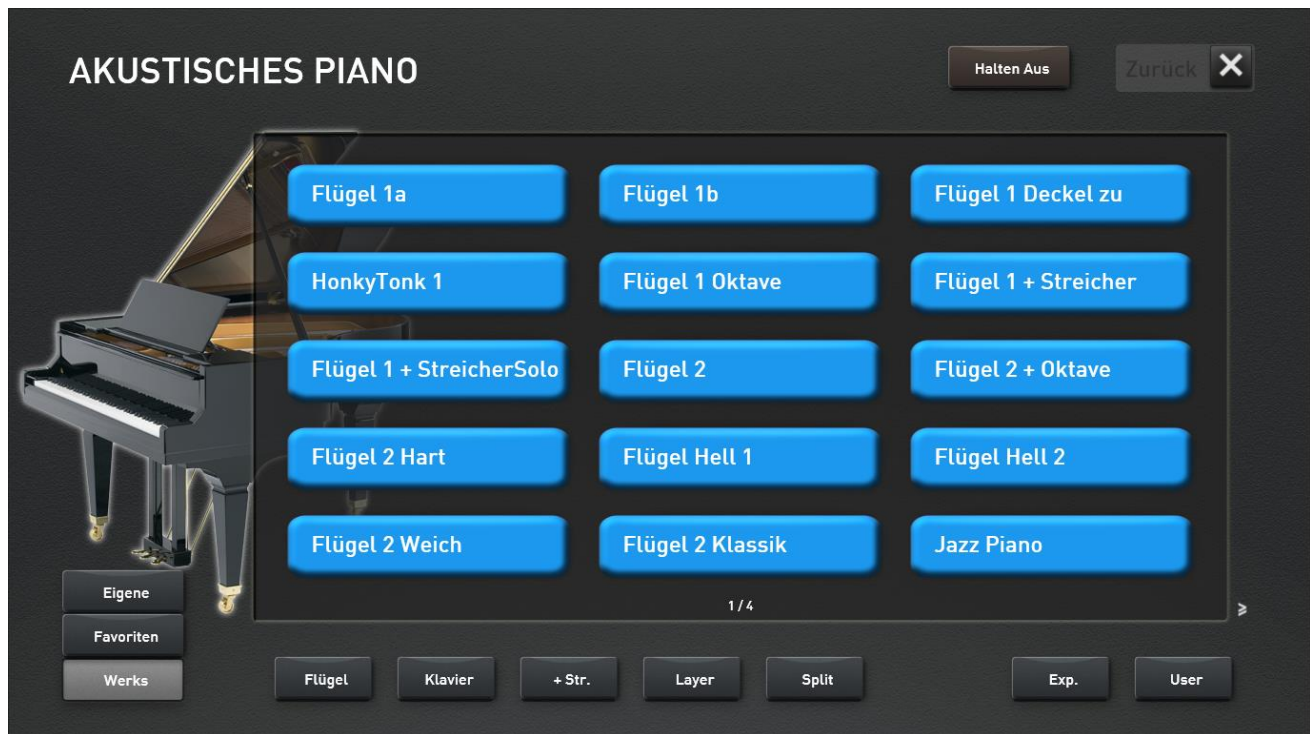 AKUSTISCHES PIANO
Halten Aus
Zurück
Flügel 1a
Flügel 1b
Flügel 1 Deckel zu
HonkyTonk 1
Flügel 1 Oktave
Flügel 1 + Streicher
Flügel 1 + StreicherSolo
Flügel 2
Flügel 2 + Oktave
Flügel 2 Hart
Flügel Hell 1
Flügel Hell 2
Flügel 2 Weich
Flügel 2 Klassik
Jazz Piano
1 / 4
Eigene
Favoriten
Werks
Flügel
Klavier
+ Str.
Layer
Split
Exp.
User